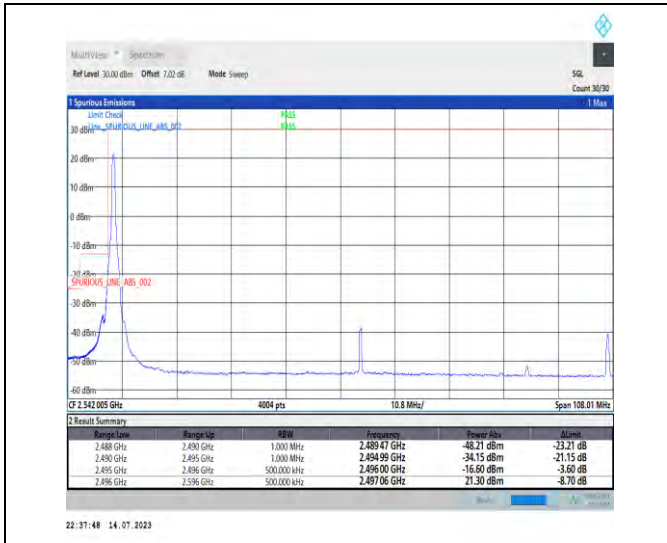 MultiView Spectrum
Ref Level 30.00 dBm Offset 7.02 dB Mode Sweep SGL
Count 30/30
1 Spurious Emissions 1 Max
Limit Check PASS
30 dBm Line _SPURIOUS_LINE_ABS_002 PASS
20 dBm
10 dBm
0 dBm
-10 dBm
-20 dBm
SPURIOUS_LINE_ABS_002
-30 dBm
-40 dBm
-50 dBm
-60 dBm
CF 2.542 005 GHz 4004 pts 10.8 MHz/ Span 108.01 MHz
2 Result Summary
Range Low Range Up RBW Frequency Power Abs ΔLimit
2.488 GHz 2.490 GHz 1.000 MHz 2.489 47 GHz -48.21 dBm -23.21 dB
2.490 GHz 2.495 GHz 1.000 MHz 2.494 99 GHz -34.15 dBm -21.15 dB
2.495 GHz 2.496 GHz 500.000 kHz 2.496 00 GHz -16.60 dBm -3.60 dB
2.496 GHz 2.596 GHz 500.000 kHz 2.497 06 GHz 21.30 dBm -8.70 dB
22:37:48 14.07.2023